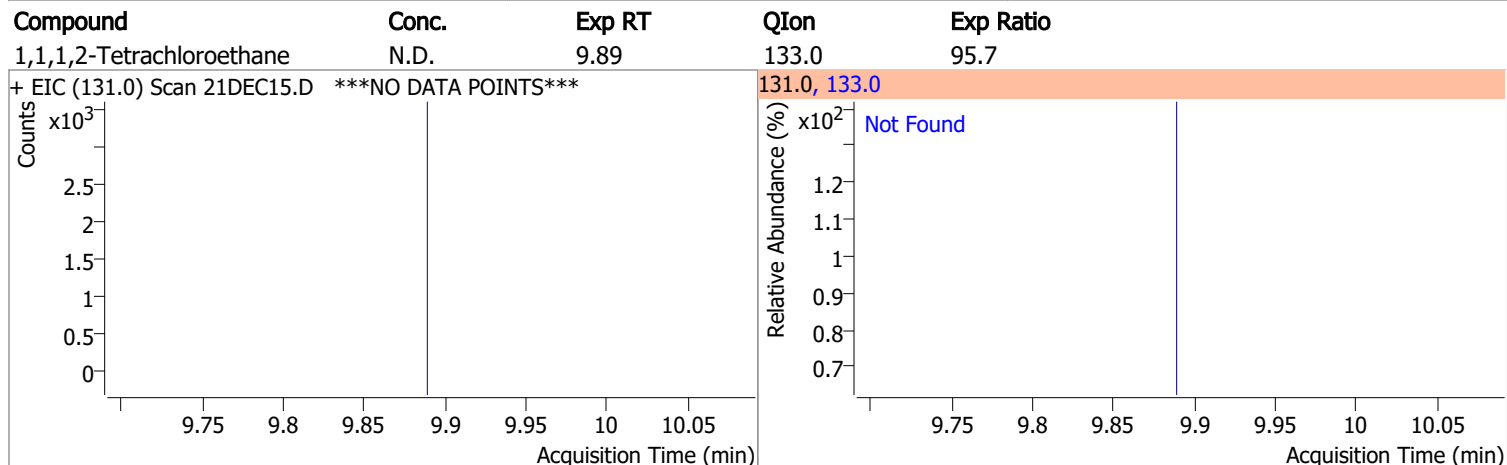 Compound Conc. Exp RT QIon Exp Ratio
1,1,1,2-Tetrachloroethane N.D. 9.89 133.0 95.7
+ EIC (131.0) Scan 21DEC15.D ***NO DATA POINTS***
Counts
x10³
2.5
2
1.5
1
0.5
0
9.75 9.8 9.85 9.9 9.95 10 10.05
Acquisition Time (min)
131.0, 133.0
Relative Abundance (%)
x10²
Not Found
1.2
1.1
1
0.9
0.8
0.7
9.75 9.8 9.85 9.9 9.95 10 10.05
Acquisition Time (min)